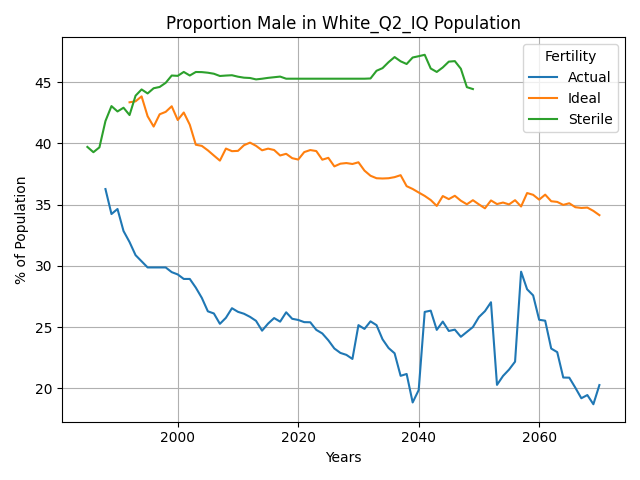 Proportion Male in White_Q2_IQ Population
Fertility
Actual
Ideal
Sterile
% of Population
45
40
35
30
25
20
2000
2020
2040
2060
Years